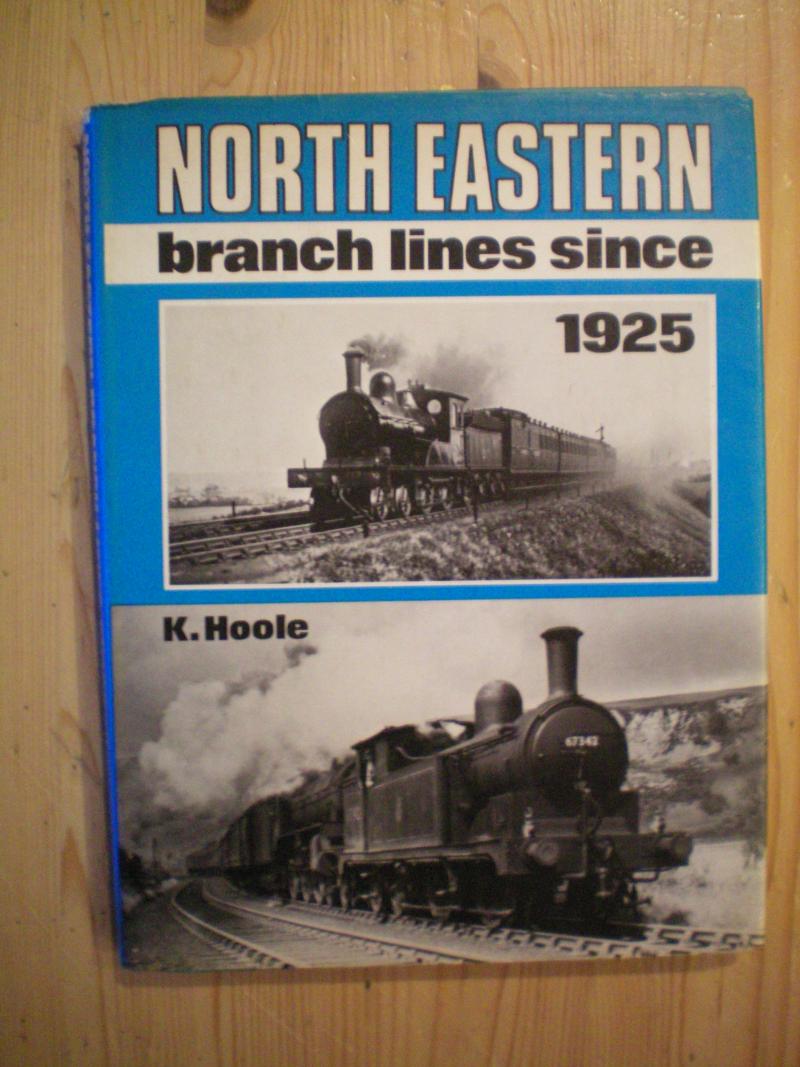 NORTH EASTERN
branch lines since
1925
K. Hoole
67342